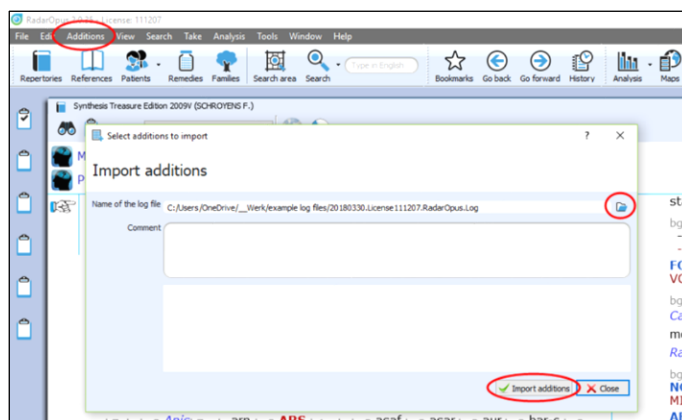 RadarOpus 2.0.25 - License: 111207
File Additions View Search Take Analysis Tools Window Help
Repertories References Patients Remedies Families Search area Search Type in English Bookmarks Go back Go forward History Analysis Maps
Synthesis Treasure Edition 2009V (SCHROYENS F.)
Select additions to import ? X
Import additions
Name of the log file C:/Users/OneDrive/__Werk/example log files/20180330.License111207.RadarOpus.Log
Comment
Import additions Close